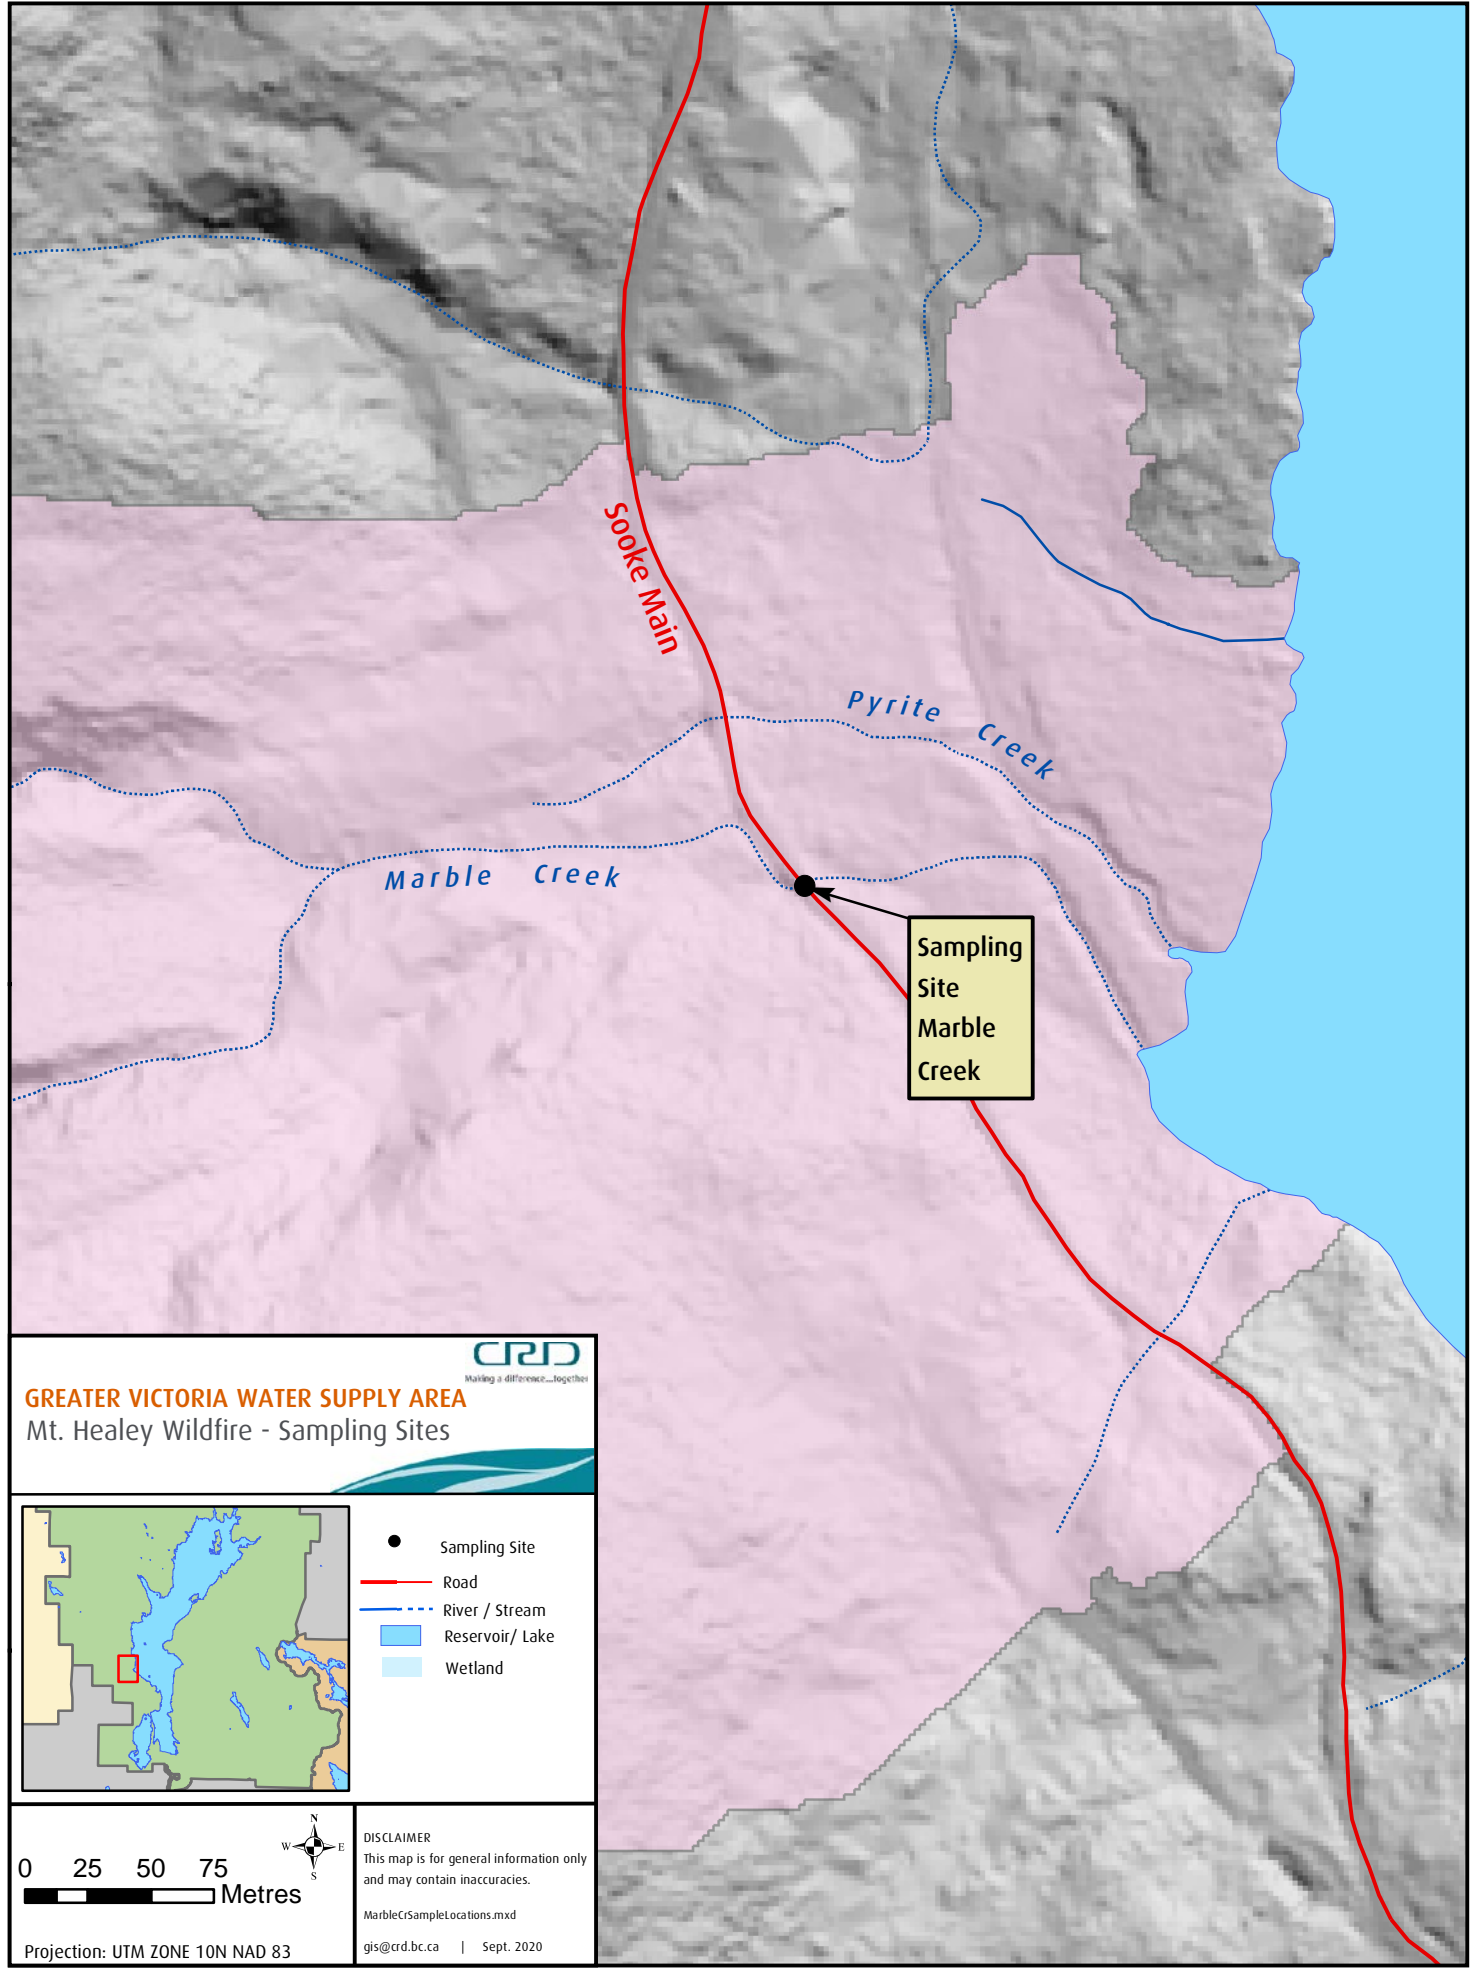 Sooke Main
Pyrite Creek
Marble Creek
Sampling
Site
Marble
Creek
CRD
Making a difference...together
GREATER VICTORIA WATER SUPPLY AREA
Mt. Healey Wildfire - Sampling Sites
Sampling Site
Road
River / Stream
Reservoir/ Lake
Wetland
N
W E
S
0 25 50 75
Metres
Projection: UTM ZONE 10N NAD 83
DISCLAIMER
This map is for general information only
and may contain inaccuracies.
MarbleCrSampleLocations.mxd
gis@crd.bc.ca | Sept. 2020